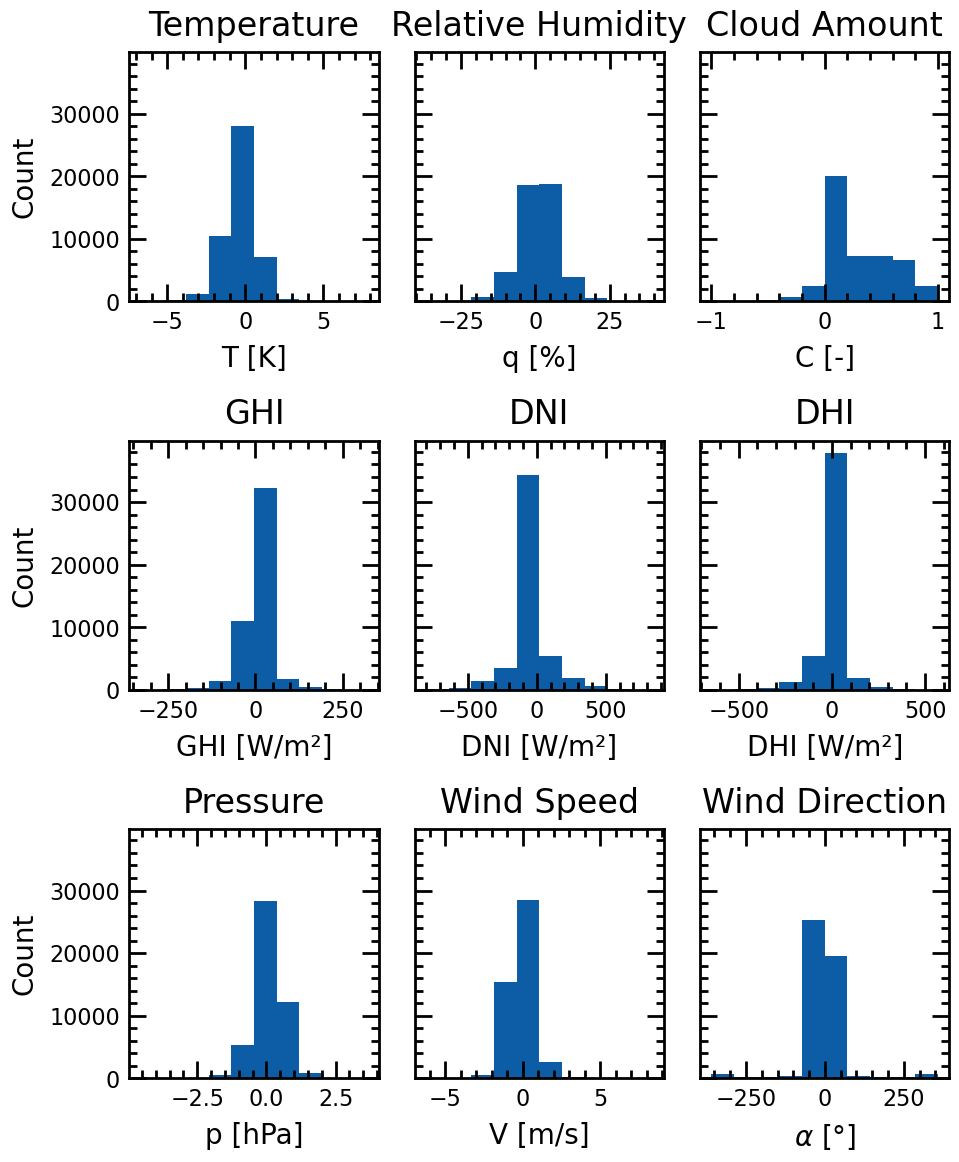 Temperature Relative Humidity Cloud Amount
Count
30000
20000
10000
0
−5 0 5 −25 0 25 −1 0 1
T [K] q [%] C [-]
GHI DNI DHI
Count
30000
20000
10000
0
−250 0 250 −500 0 500 −500 0 500
GHI [W/m²] DNI [W/m²] DHI [W/m²]
Pressure Wind Speed Wind Direction
Count
30000
20000
10000
0
−2.5 0.0 2.5 −5 0 5 −250 0 250
p [hPa] V [m/s] α [°]